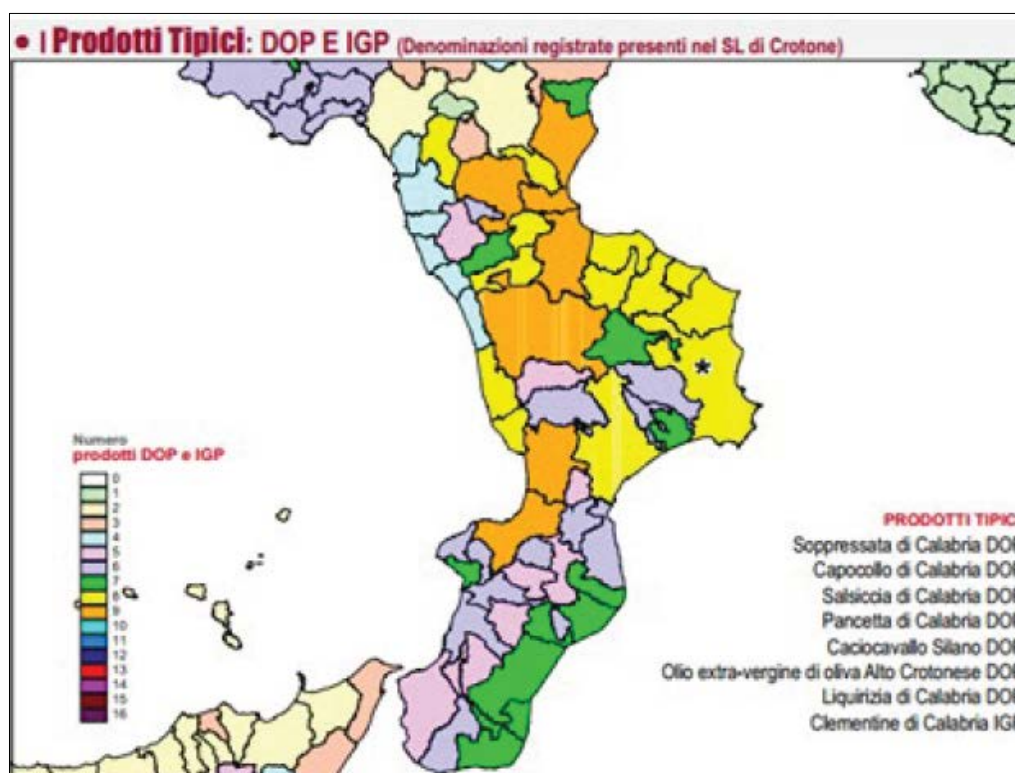 • I Prodotti Tipici: DOP E IGP (Denominazioni registrate presenti nel SL di Crotone)
*
Numero
prodotti DOP e IGP
0
1
2
3
4
5
6
7
8
9
10
11
12
13
14
15
16
PRODOTTI TIPIC
Soppressata di Calabria DO
Capocollo di Calabria DO
Salsiccia di Calabria DO
Pancetta di Calabria DO
Caciocavallo Silano DO
Olio extra-vergine di oliva Alto Crotonese DO
Liquirizia di Calabria DO
Clementine di Calabria IG